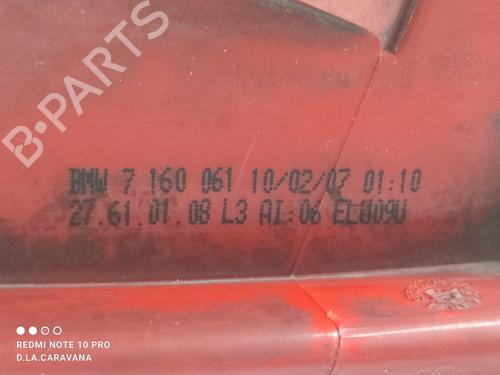 B-PARTS
BMW 7 160 061 10/02/07 01:10
27.61.01.08 L3 AI:06 ELU09U
REDMI NOTE 10 PRO
D.LA.CARAVANA